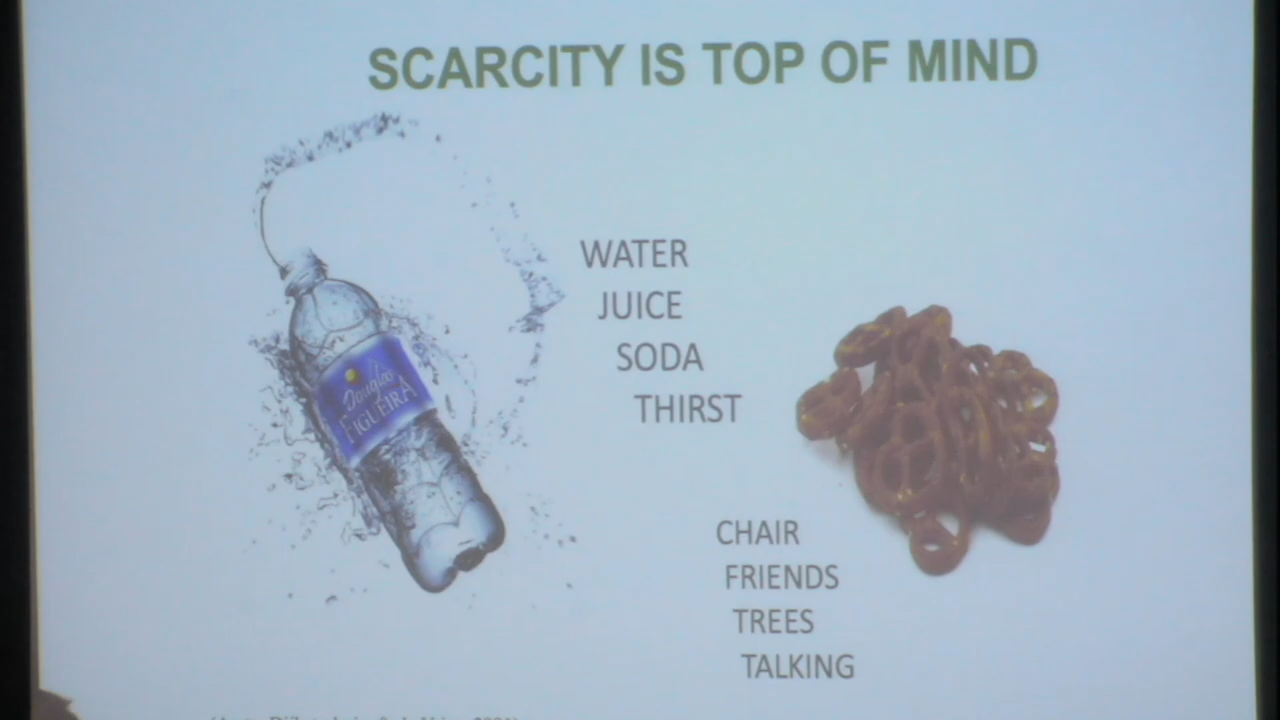 SCARCITY IS TOP OF MIND
WATER
JUICE
SODA
THIRST
Douglas
FIGUEIRA
CHAIR
FRIENDS
TREES
TALKING